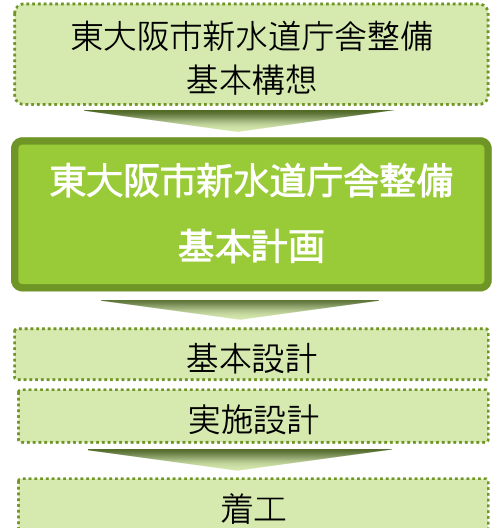 東大阪市新水道庁舎整備
基本構想
東大阪市新水道庁舎整備
基本計画
基本設計
実施設計
着工